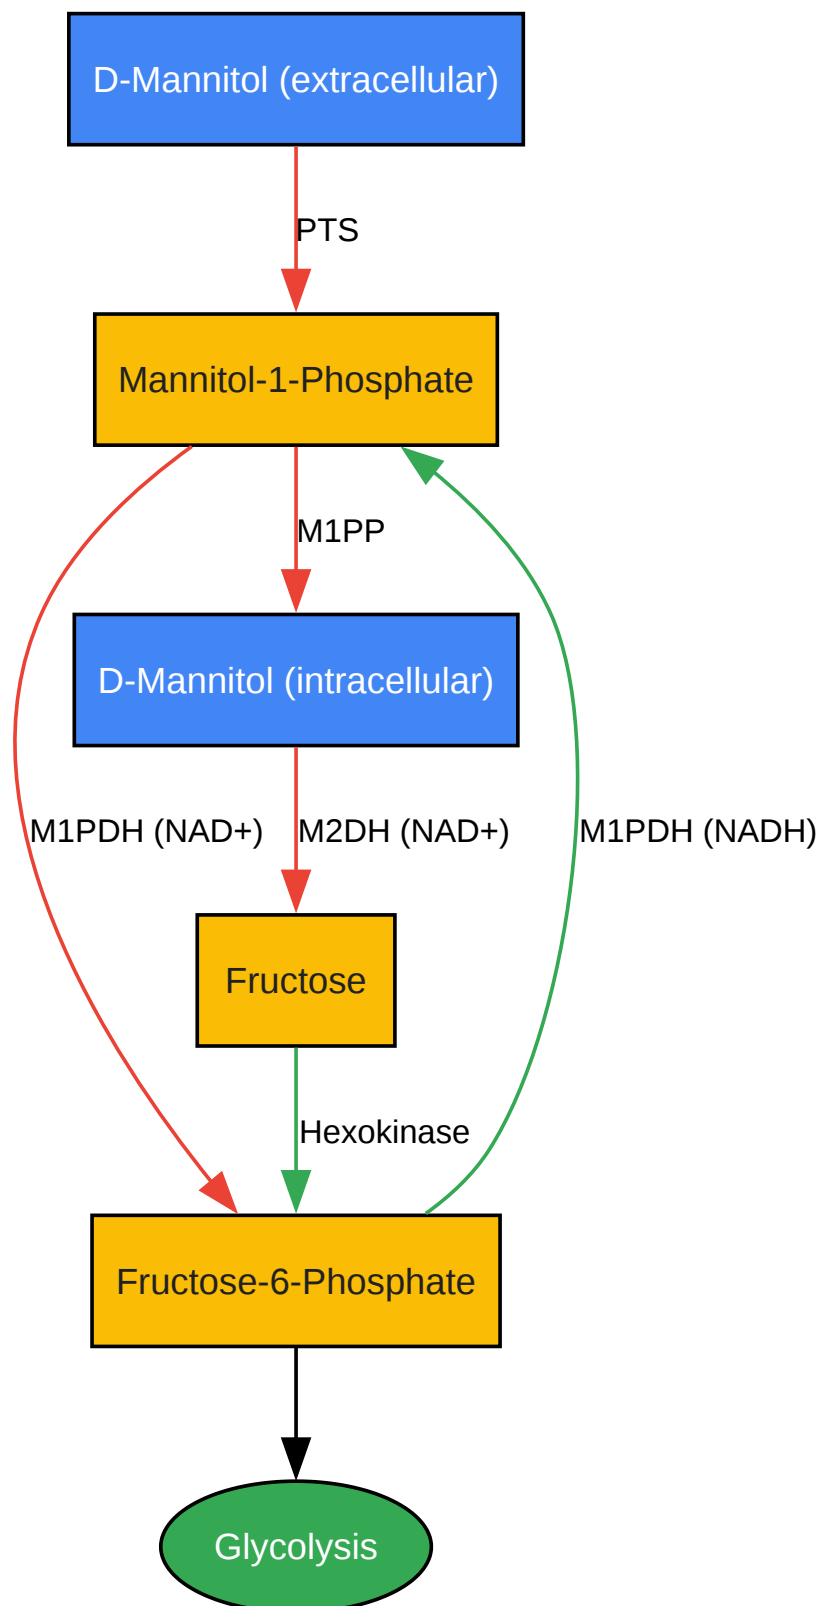 D-Mannitol (extracellular)
PTS
Mannitol-1-Phosphate
M1PP
D-Mannitol (intracellular)
M1PDH (NAD+)
M2DH (NAD+)
M1PDH (NADH)
Fructose
Hexokinase
Fructose-6-Phosphate
Glycolysis